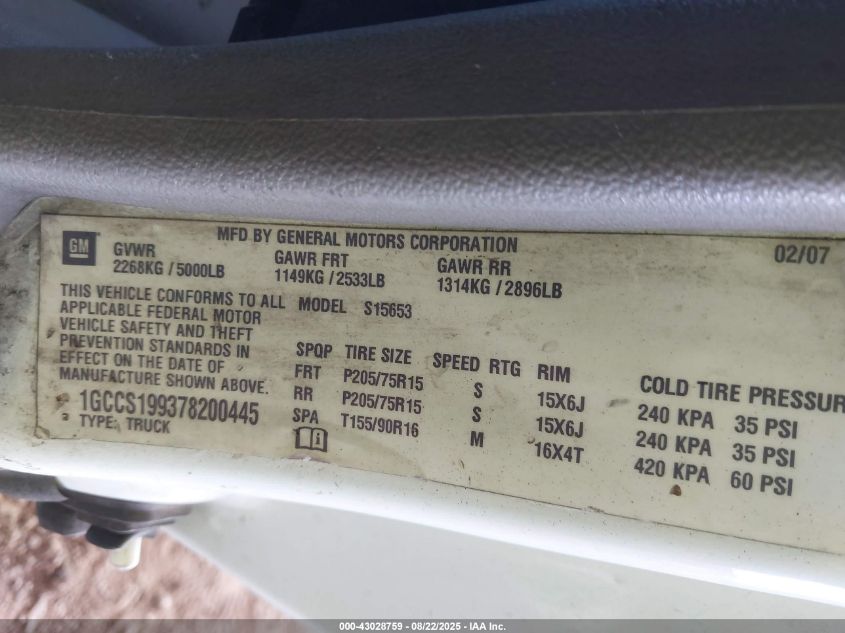 MFD BY GENERAL MOTORS CORPORATION 02/07
GM GVWR GAWR FRT GAWR RR
2268KG / 5000LB 1149KG / 2533LB 1314KG / 2896LB
THIS VEHICLE CONFORMS TO ALL
APPLICABLE FEDERAL MOTOR
VEHICLE SAFETY AND THEFT
PREVENTION STANDARDS IN
EFFECT ON THE DATE OF
MANUFACTURE SHOWN ABOVE.
1GCCS199378200445
TYPE: TRUCK
MODEL S15653
SPQP TIRE SIZE SPEED RTG RIM COLD TIRE PRESSUR
FRT P205/75R15 S 15X6J 240 KPA 35 PSI
RR P205/75R15 S 15X6J 240 KPA 35 PSI
SPA T155/90R16 M 16X4T 420 KPA 60 PSI
000-43028759 - 08/22/2025 - IAA Inc.